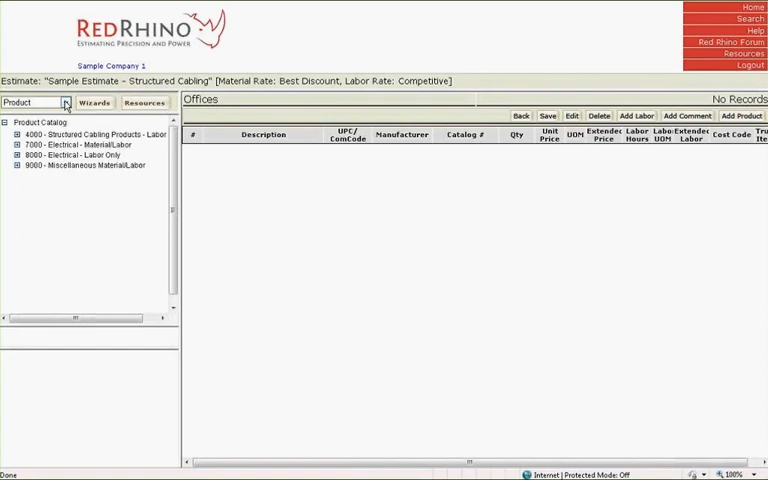 REDRHINO
ESTIMATING PRECISION AND POWER
Home
Search
Help
Red Rhino Forum
Resources
Logout
Sample Company 1
Estimate: "Sample Estimate - Structured Cabling" [Material Rate: Best Discount, Labor Rate: Competitive]
Product Wizards Resources
Offices No Records
Back Save Edit Delete Add Labor Add Comment Add Product
# Description UPC/ComCode Manufacturer Catalog # Qty Unit Price UOM Extended Price Labor Hours Labo UOM Extended Labor Cost Code Tru Ite
Product Catalog
4000 - Structured Cabling Products - Labor
7000 - Electrical - Material/Labor
8000 - Electrical - Labor Only
9000 - Miscellaneous Material/Labor
Done
Internet | Protected Mode: Off
100%